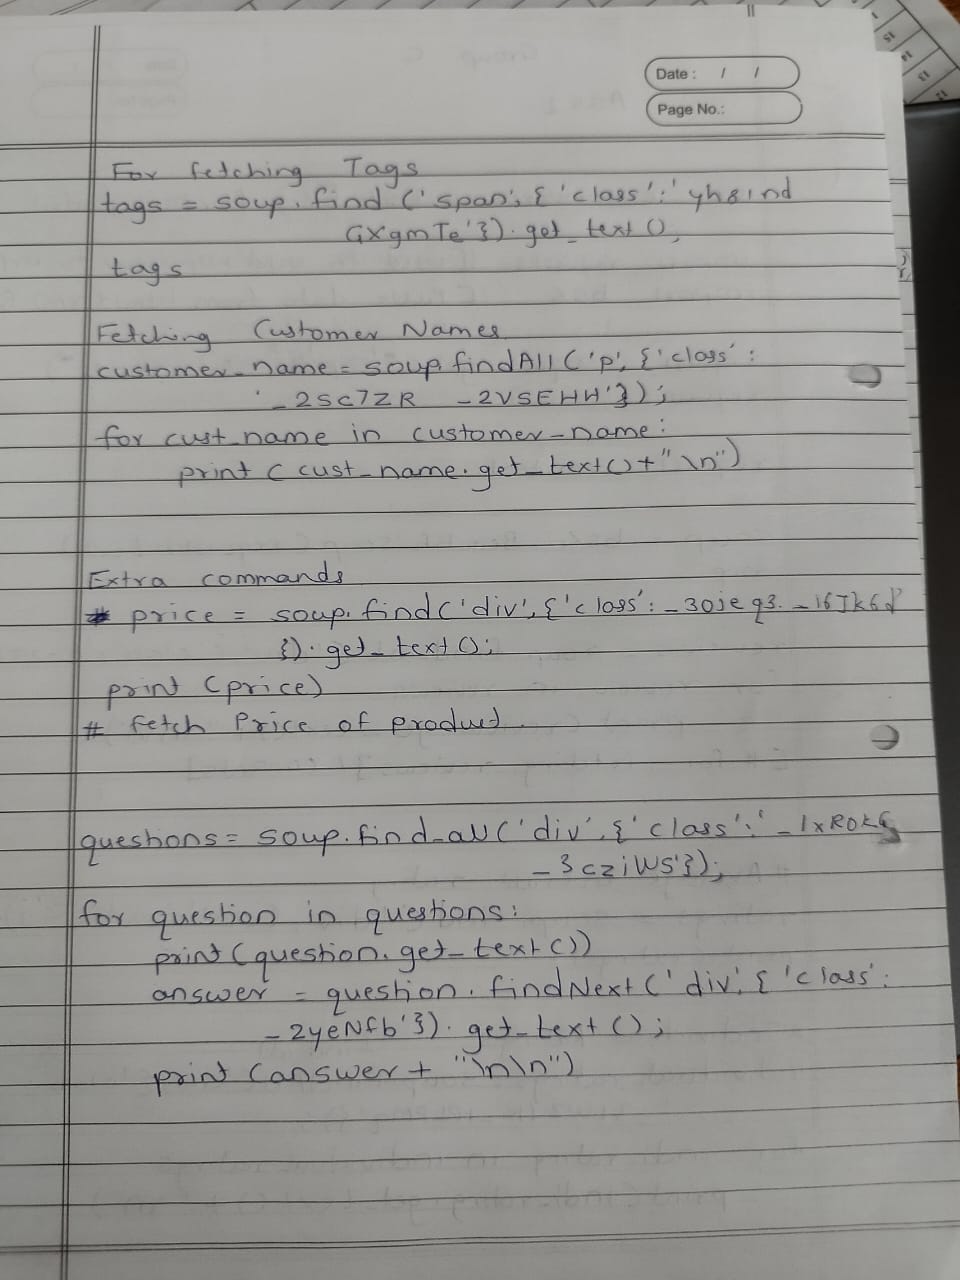 Date : / /
Page No.:
For fetching Tags
tags = soup.find ('span', {'class':'yh8ind
GXgmTe'}).get_text(),
tags
Fetching Customer Names
customer_name = soup.findAll ('p', {'class':
'_2sc7ZR _2VSEHH'});
for cust_name in customer_name:
print (cust_name.get_text()+"\n")
Extra commands
# price = soup.find('div',{'class':_30jeq3._16Jk6d
}).get_text();
print (price)
# fetch Price of product.
questions = soup.find_all('div',{'class':'_1xR0kG
_3cziWS'});
for question in questions:
print (question.get_text())
answer = question.findNext('div',{'class':
_2yeNfb'}).get_text();
print (answer + "\n\n")